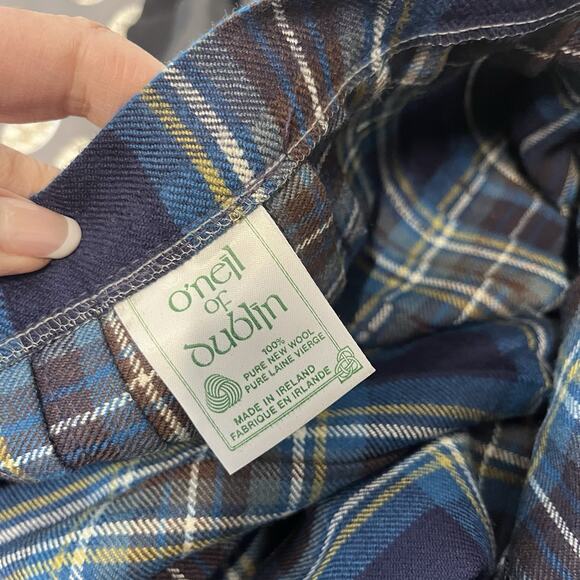 o'neil
of
dublin
100%
PURE NEW WOOL
PURE LAINE VIERGE
MADE IN IRELAND
FABRIQUE EN IRLANDE